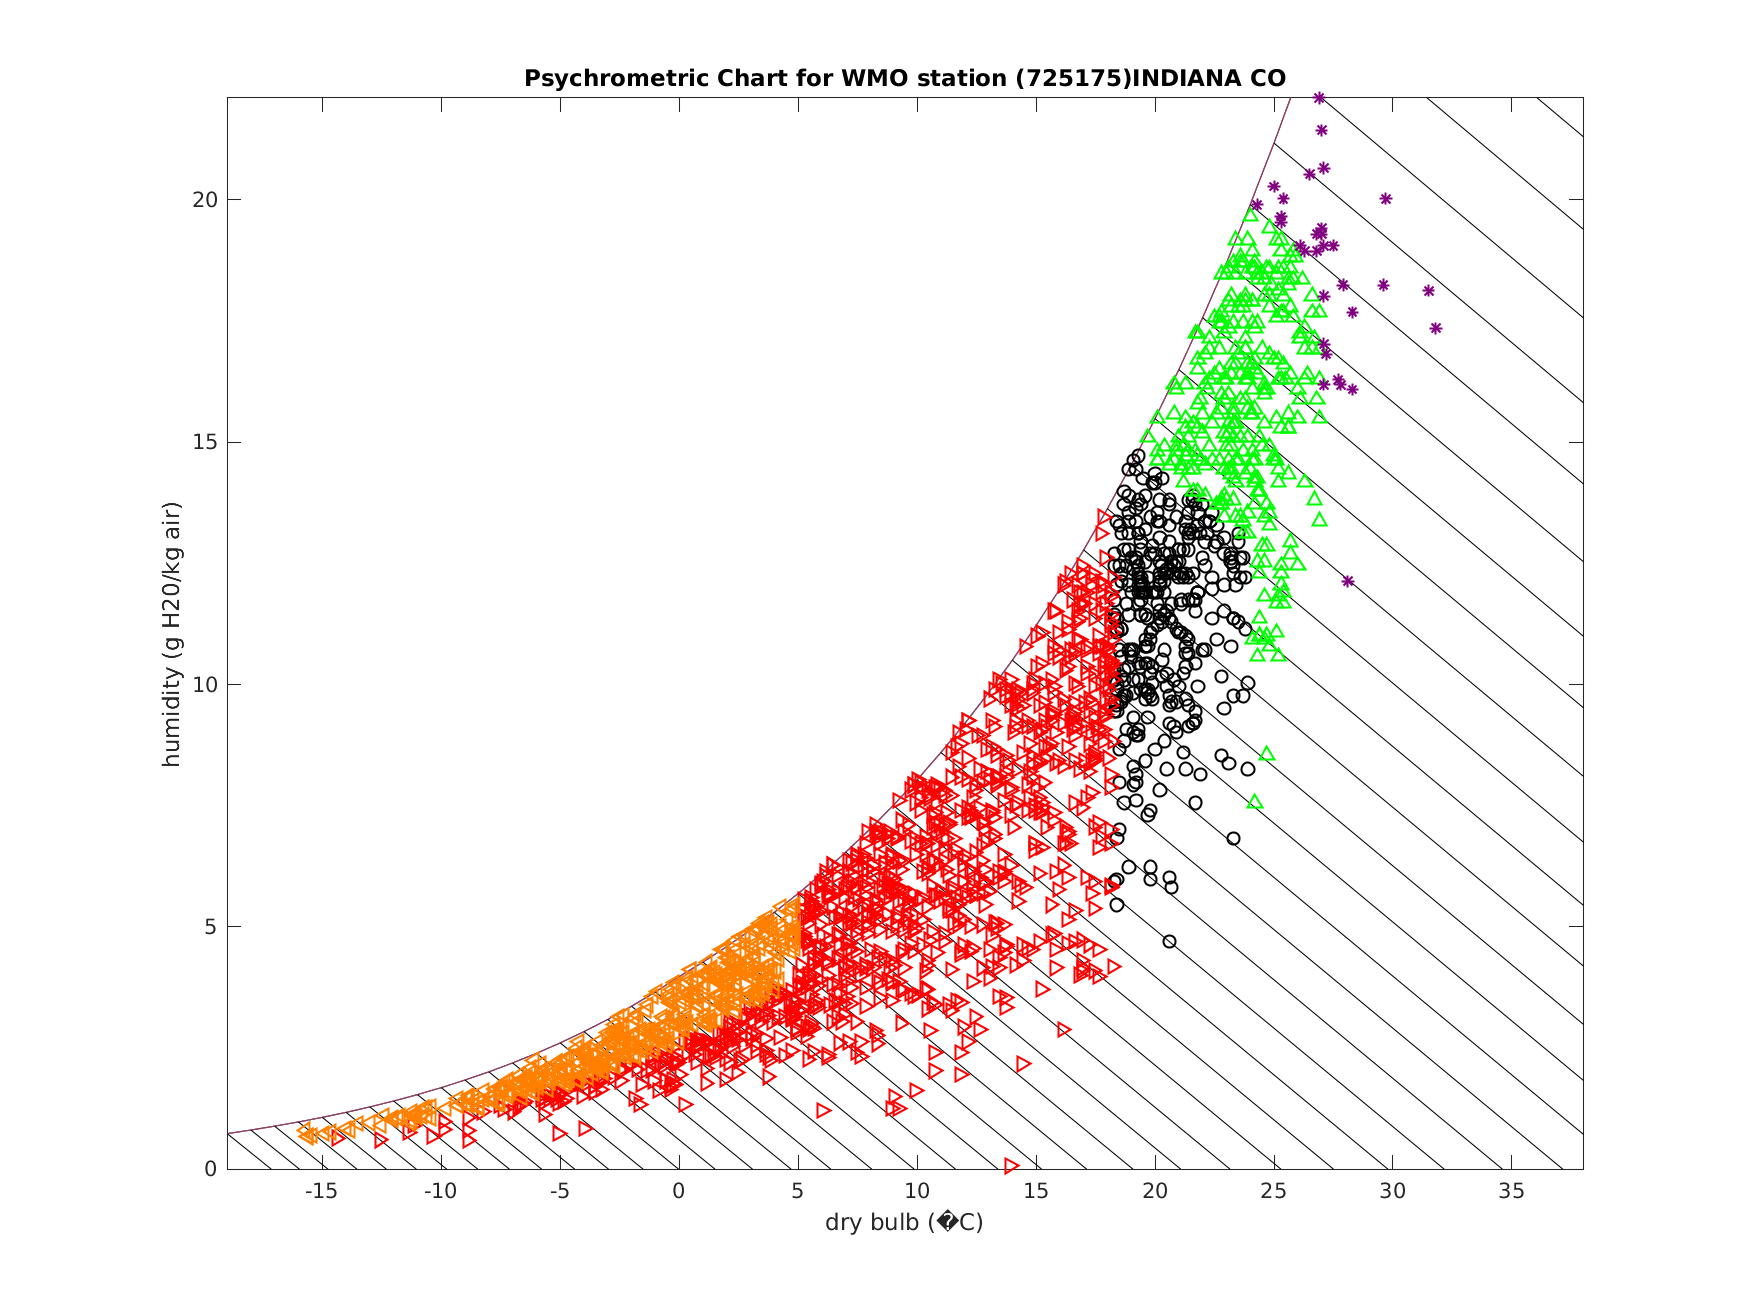 Psychrometric Chart for WMO station (725175)INDIANA CO
20
15
10
5
0
humidity (g H20/kg air)
-15 -10 -5 0 5 10 15 20 25 30 35
dry bulb (�C)